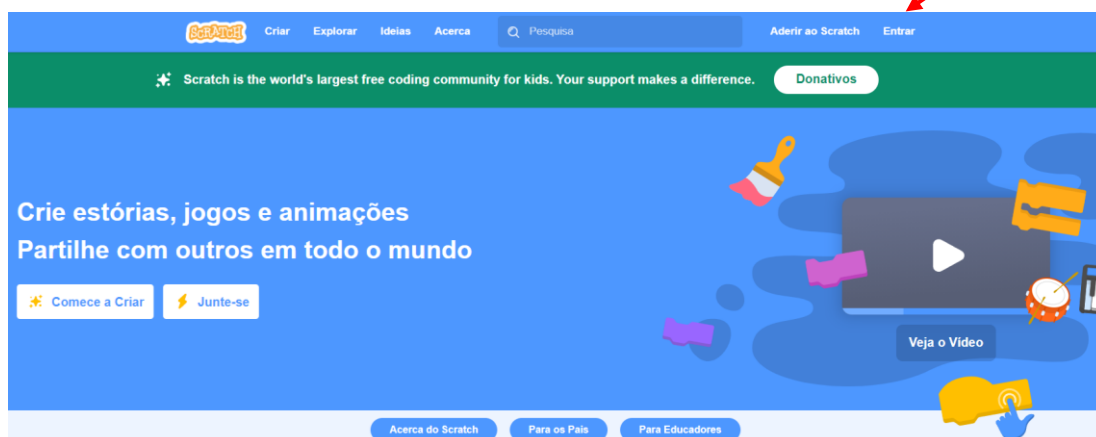 SCRATCH Criar Explorar Ideias Acerca Pesquisa Aderir ao Scratch Entrar
Scratch is the world's largest free coding community for kids. Your support makes a difference. Donativos
Crie estórias, jogos e animações
Partilhe com outros em todo o mundo
Comece a Criar Junte-se
Veja o Video
Acerca do Scratch Para os Pais Para Educadores